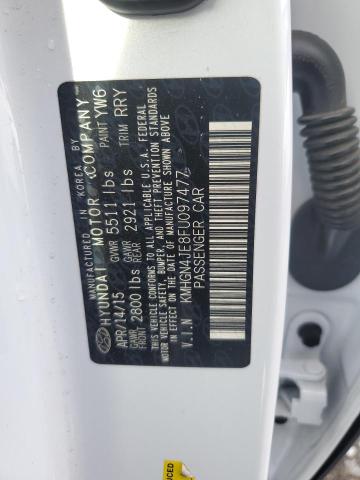 MANUFACTURED IN KOREA BY
HYUNDAI MOTOR COMPANY
APR/14/15 GVWR 5511 lbs PAINT YW6
GAWR FRONT 2800 lbs GAWR REAR 2921 lbs TRIM RRY
THIS VEHICLE CONFORMS TO ALL APPLICABLE U.S.A. FEDERAL
MOTOR VEHICLE SAFETY, BUMPER, AND THEFT PREVENTION STANDARDS
IN EFFECT ON THE DATE OF MANUFACTURE SHOWN ABOVE.
V.I.N KMHGN4JE8FU097477
PASSENGER CAR